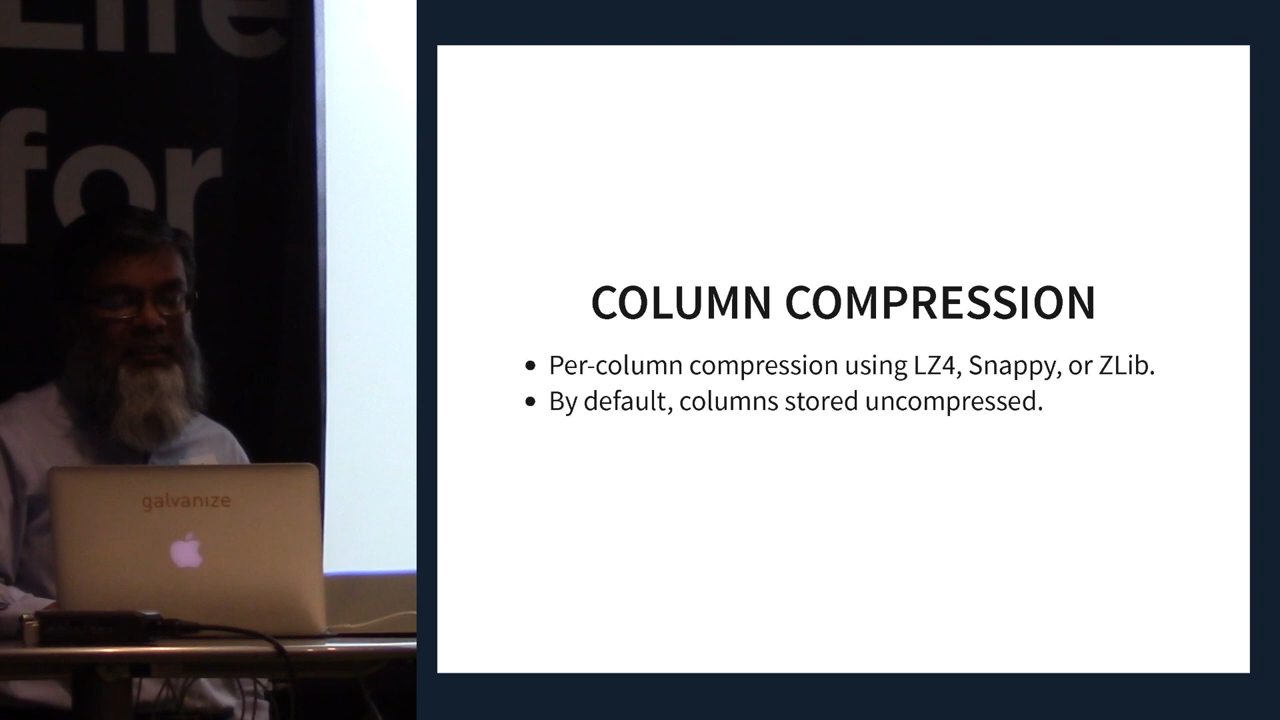 Life
for
galvanize
COLUMN COMPRESSION
• Per-column compression using LZ4, Snappy, or ZLib.
• By default, columns stored uncompressed.